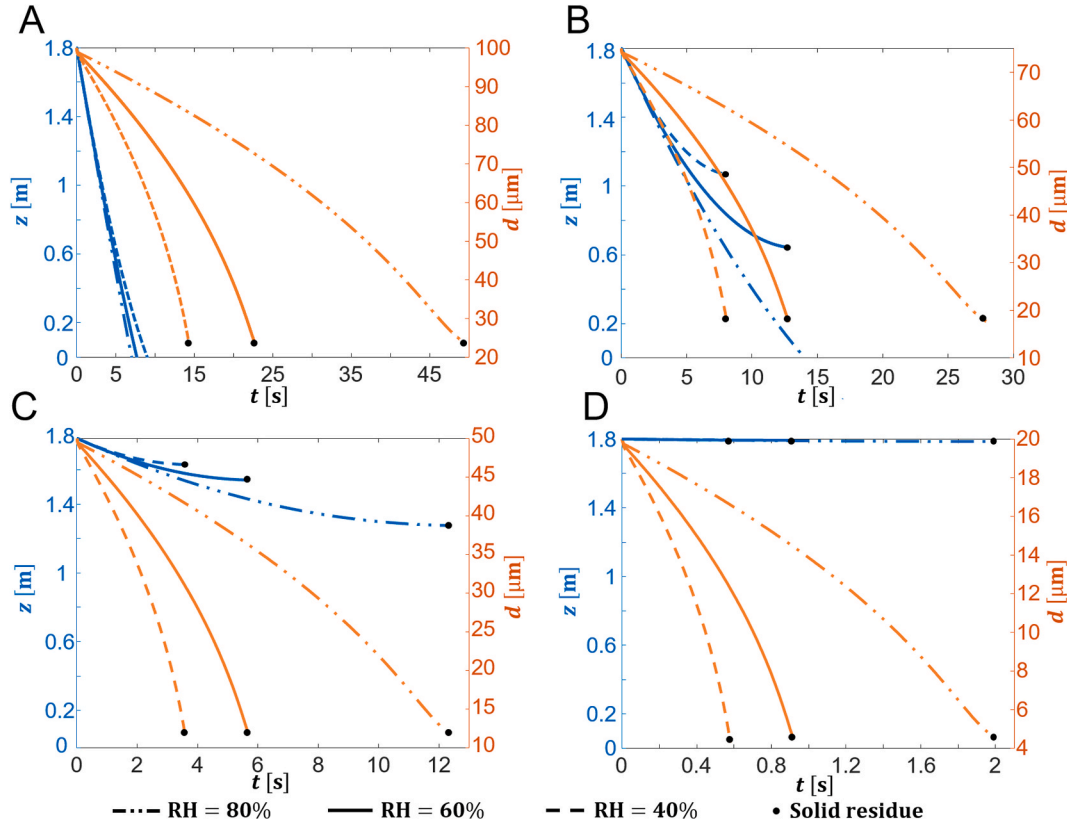 A
1.8
1.4
1
0.6
0.2
0
z [m]
100
90
80
70
60
50
40
30
20
d [μm]
5 15 25 35 45
t [s]
B
1.8
1.4
1
0.6
0.2
0
z [m]
70
60
50
40
30
20
10
d [μm]
0 5 10 15 20 25 30
t [s]
C
1.8
1.4
1
0.6
0.2
0
z [m]
50
45
40
35
30
25
20
15
10
d [μm]
0 2 4 6 8 10 12
t [s]
D
1.8
1.4
1
0.6
0.2
0
z [m]
20
18
16
14
12
10
8
6
4
d [μm]
0 0.4 0.8 1.2 1.6 2
t [s]
RH = 80% RH = 60% RH = 40% Solid residue